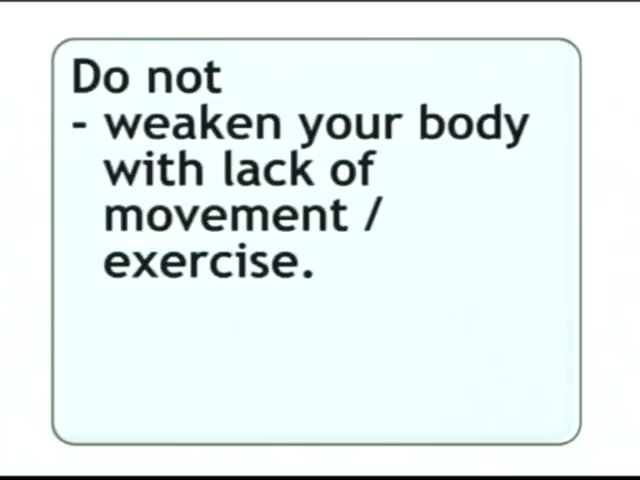 Do not
- weaken your body
with lack of
movement /
exercise.